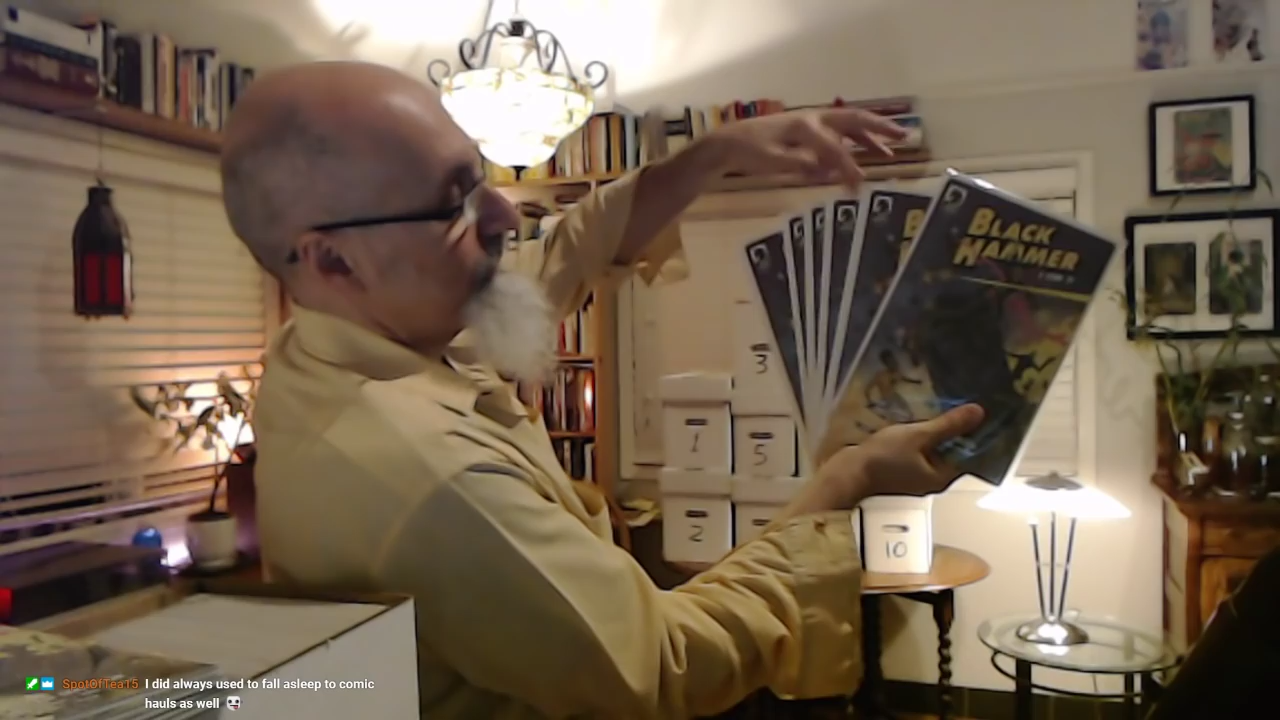 BLACK
HAMMER
B
3
1
5
2
10
SpotOfTea15 I did always used to fall asleep to comic
hauls as well